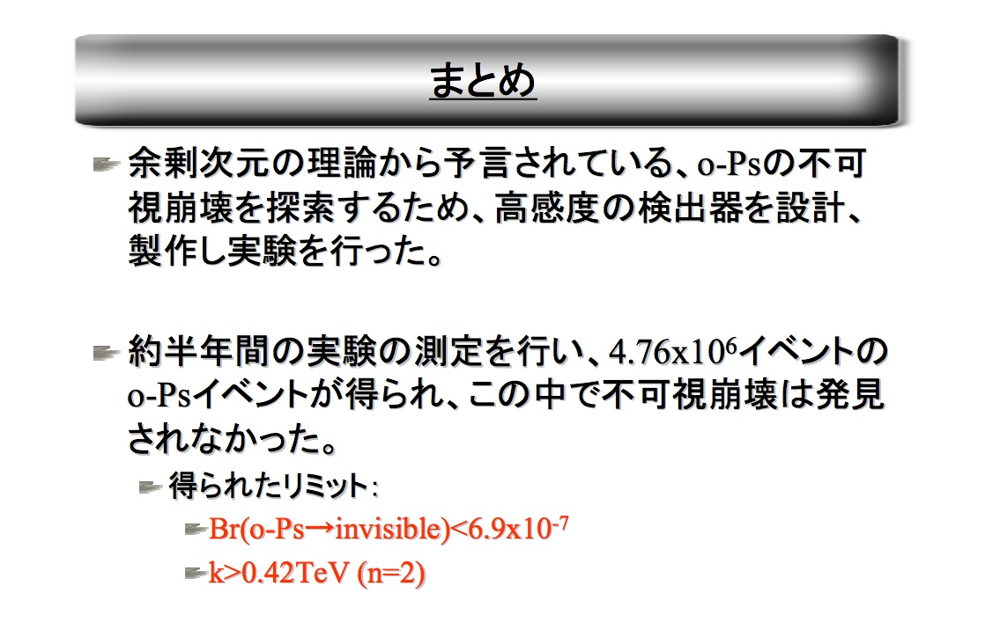 まとめ
余剰次元の理論から予言されている、o-Psの不可
視崩壊を探索するため、高感度の検出器を設計、
製作し実験を行った。
約半年間の実験の測定を行い、4.76x10⁶イベントの
o-Psイベントが得られ、この中で不可視崩壊は発見
されなかった。
得られたリミット:
Br(o-Ps→invisible)<6.9x10⁻⁷
k>0.42TeV (n=2)